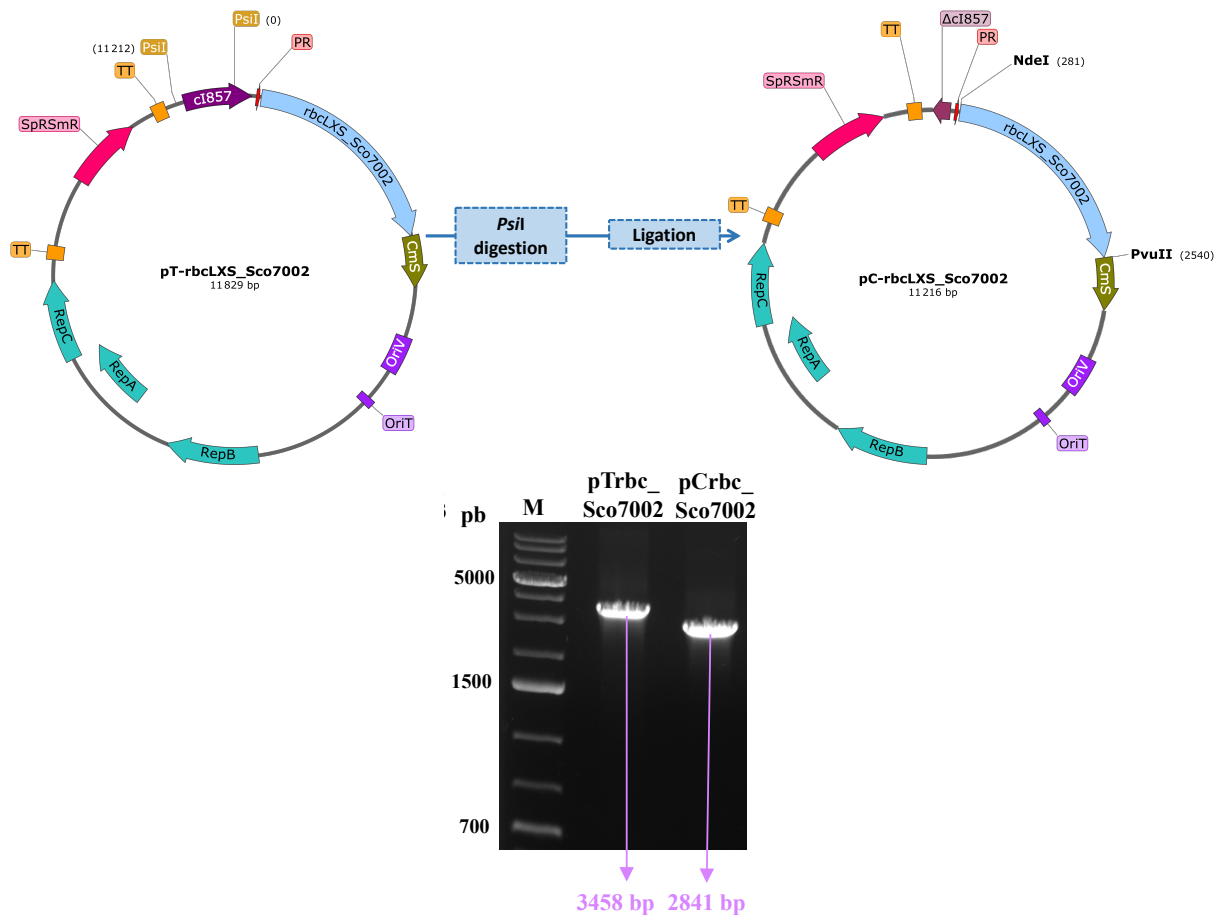 PsiI (0)
(11212) PsiI
PR
TT
cI857
SpRSmR
rbcLXS_Sco7002
TT
pT-rbcLXS_Sco7002
11829 bp
CmS
RepC
RepA
OriV
OriT
RepB
PsiI
digestion
Ligation
ΔcI857
TT
PR
NdeI (281)
SpRSmR
rbcLXS_Sco7002
TT
PvuII (2540)
pC-rbcLXS_Sco7002
11216 bp
CmS
RepC
RepA
OriV
OriT
RepB
pTrbc_ pCrbc_
pb M Sco7002 Sco7002
5000
1500
700
3458 bp 2841 bp